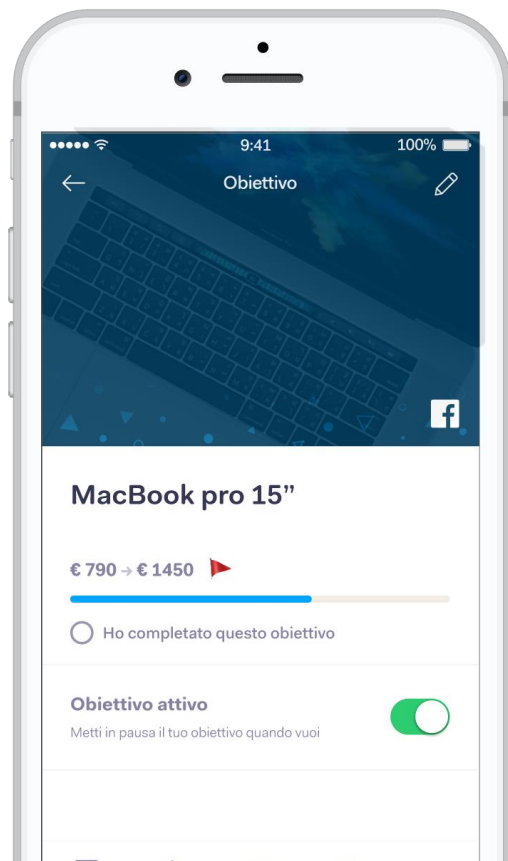 9:41
100%
Obiettivo
MacBook pro 15”
€ 790 → € 1450
Ho completato questo obiettivo
Obiettivo attivo
Metti in pausa il tuo obiettivo quando vuoi